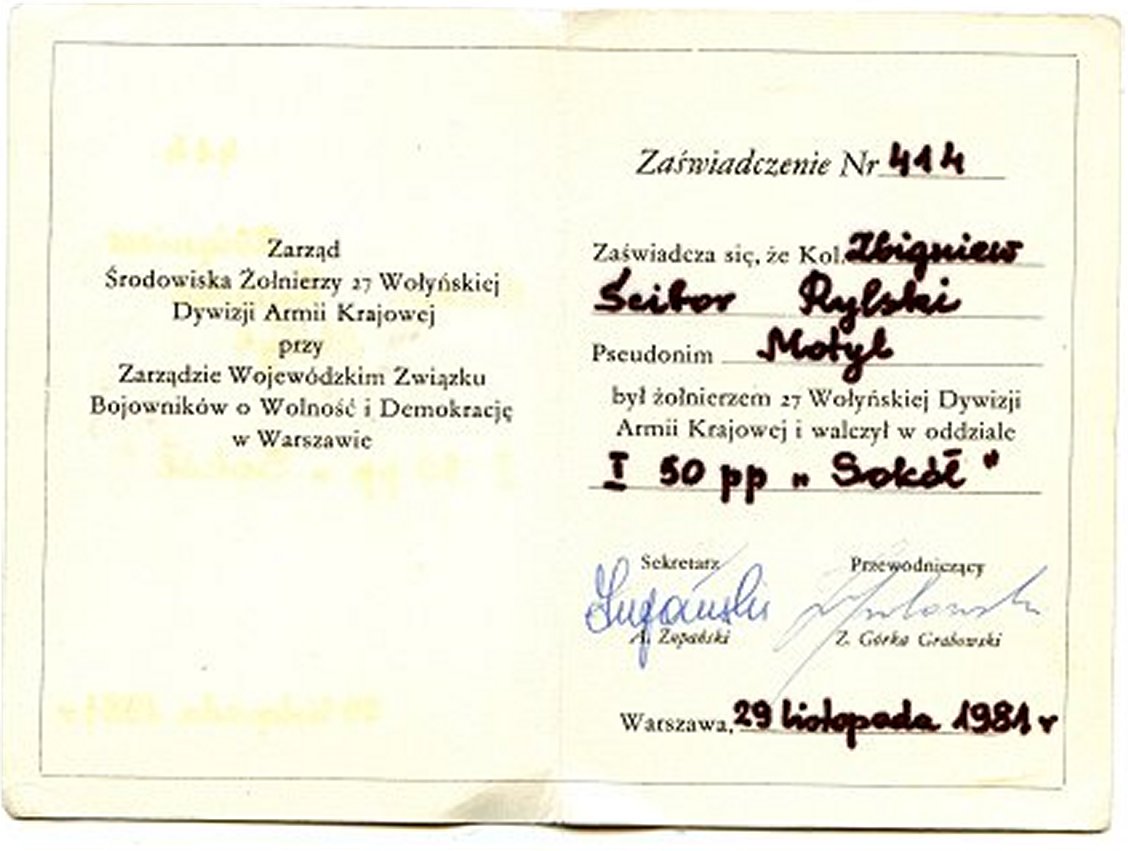 Zarząd
Środowiska Żołnierzy 27 Wołyńskiej
Dywizji Armii Krajowej
przy
Zarządzie Wojewódzkim Związku
Bojowników o Wolność i Demokrację
w Warszawie
Zaświadczenie Nr 414
Zaświadcza się, że Kol. Zbigniew
Ścibor Rylski
Pseudonim Motyl
był żołnierzem 27 Wołyńskiej Dywizji
Armii Krajowej i walczył w oddziale
I 50 pp „Sokół"
Sekretarz Przewodniczący
A. Żupański Z. Górka Grabowski
Warszawa, 29 listopada 1981 r